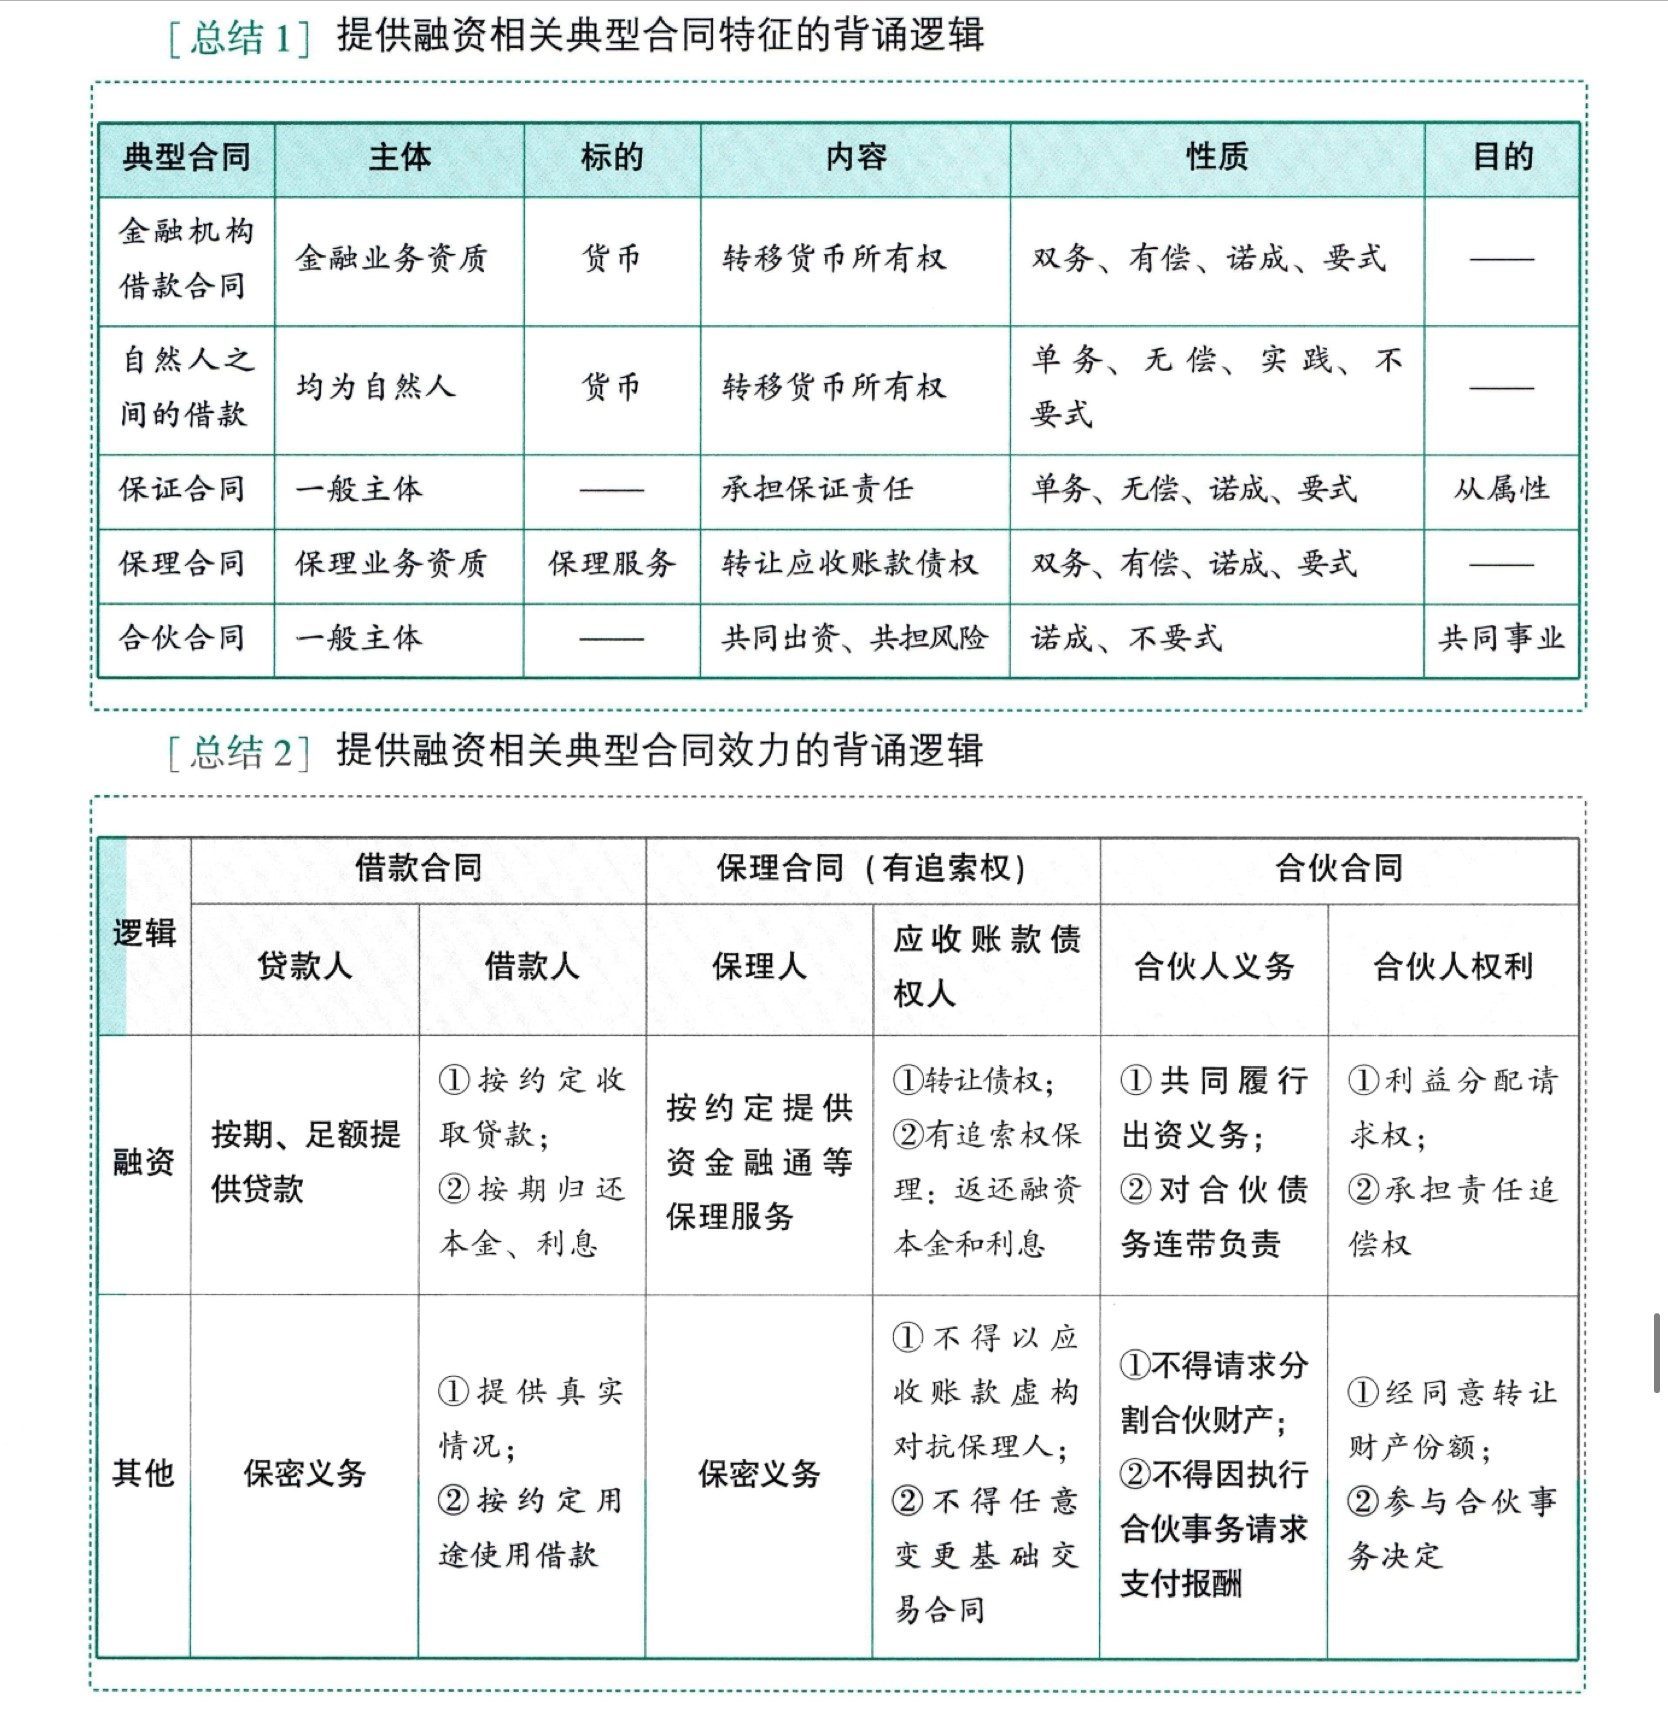 [总结1] 提供融资相关典型合同特征的背诵逻辑
典型合同 主体 标的 内容 性质 目的
金融机构
借款合同
金融业务资质 货币 转移货币所有权 双务、有偿、诺成、要式 ——
自然人之
间的借款
均为自然人 货币 转移货币所有权
单务、无偿、实践、不
要式
——
保证合同 一般主体 —— 承担保证责任 单务、无偿、诺成、要式 从属性
保理合同 保理业务资质 保理服务 转让应收账款债权 双务、有偿、诺成、要式 ——
合伙合同 一般主体 —— 共同出资、共担风险 诺成、不要式 共同事业
[总结2] 提供融资相关典型合同效力的背诵逻辑
逻辑
借款合同 保理合同(有追索权) 合伙合同
贷款人 借款人 保理人
应收账款债
权人
合伙人义务 合伙人权利
融资
按期、足额提
供贷款
①按约定收
取贷款；
②按期归还
本金、利息
按约定提供
资金融通等
保理服务
①转让债权；
②有追索权保
理：返还融资
本金和利息
①共同履行
出资义务；
②对合伙债
务连带负责
①利益分配请
求权；
②承担责任追
偿权
其他
保密义务
①提供真实
情况；
②按约定用
途使用借款
保密义务
①不得以应
收账款虚构
对抗保理人；
②不得任意
变更基础交
易合同
①不得请求分
割合伙财产；
②不得因执行
合伙事务请求
支付报酬
①经同意转让
财产份额；
②参与合伙事
务决定